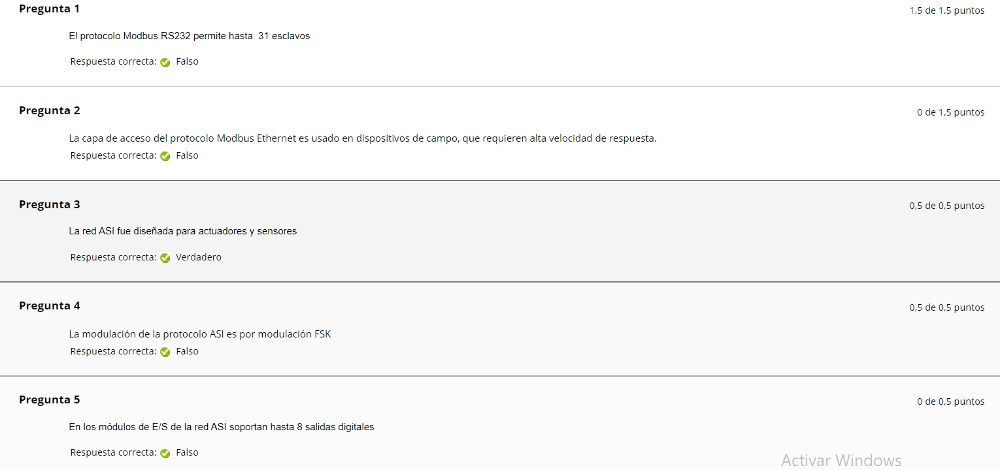 Pregunta 1
1,5 de 1,5 puntos
El protocolo Modbus RS232 permite hasta  31 esclavos
Respuesta correcta: Falso
Pregunta 2
0 de 1,5 puntos
La capa de acceso del protocolo Modbus Ethernet es usado en dispositivos de campo, que requieren alta velocidad de respuesta.
Respuesta correcta: Falso
Pregunta 3
0,5 de 0,5 puntos
La red ASI fue diseñada para actuadores y sensores
Respuesta correcta: Verdadero
Pregunta 4
0,5 de 0,5 puntos
La modulación de la protocolo ASI es por modulación FSK
Respuesta correcta: Falso
Pregunta 5
0 de 0,5 puntos
En los módulos de E/S de la red ASI soportan hasta 8 salidas digitales
Respuesta correcta: Falso
Activar Windows